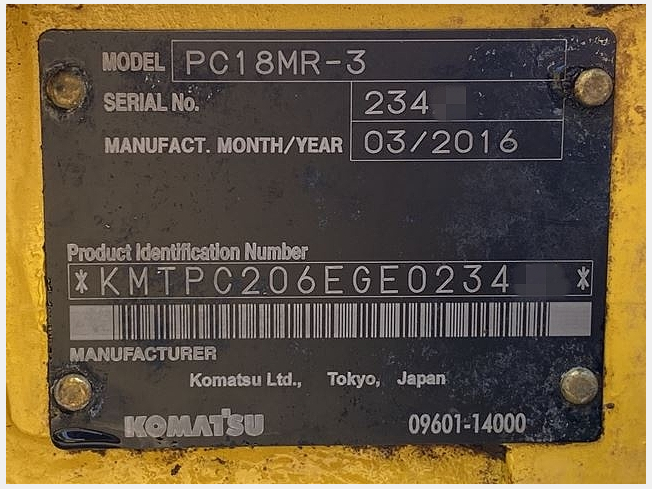 MODEL PC18MR-3
SERIAL No. 234
MANUFACT. MONTH/YEAR 03/2016
Product Identification Number
*KMTPC206EGE0234 *
MANUFACTURER
Komatsu Ltd., Tokyo, Japan
KOMATSU 09601-14000